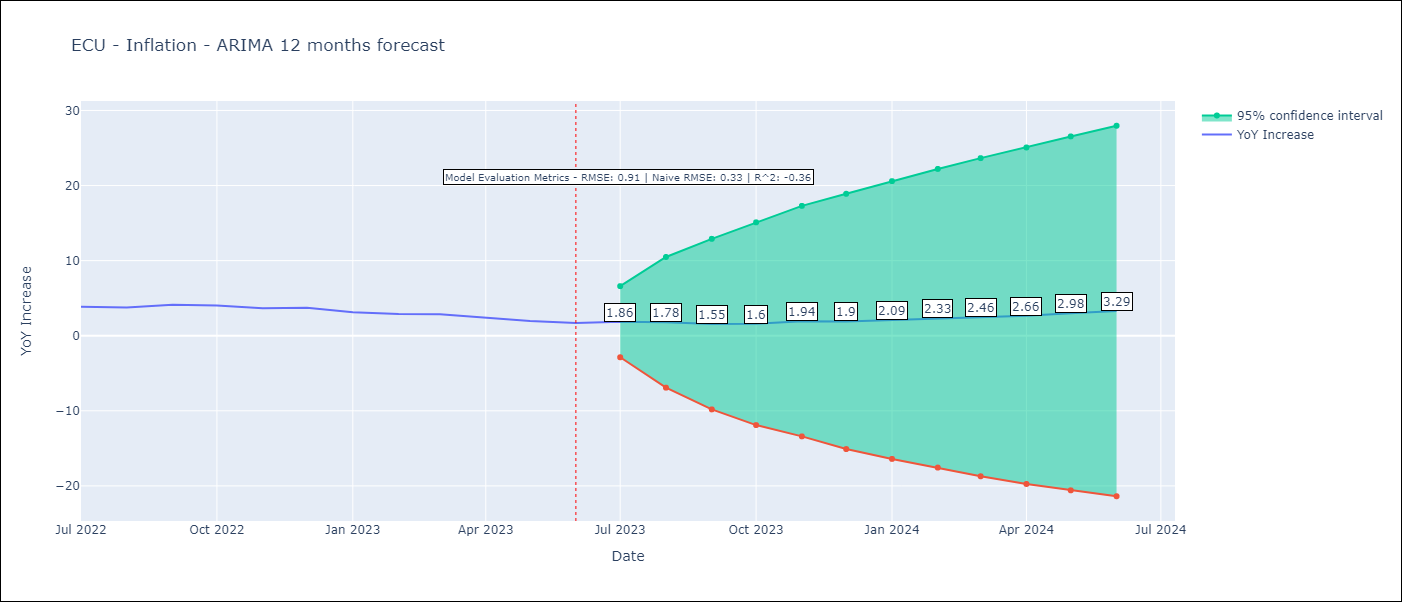 ECU - Inflation - ARIMA 12 months forecast
95% confidence interval
YoY Increase
Model Evaluation Metrics - RMSE: 0.91 | Naive RMSE: 0.33 | R^2: -0.36
YoY Increase
30
20
10
0
−10
−20
1.86
1.78
1.55
1.6
1.94
1.9
2.09
2.33
2.46
2.66
2.98
3.29
Jul 2022
Oct 2022
Jan 2023
Apr 2023
Jul 2023
Oct 2023
Jan 2024
Apr 2024
Jul 2024
Date